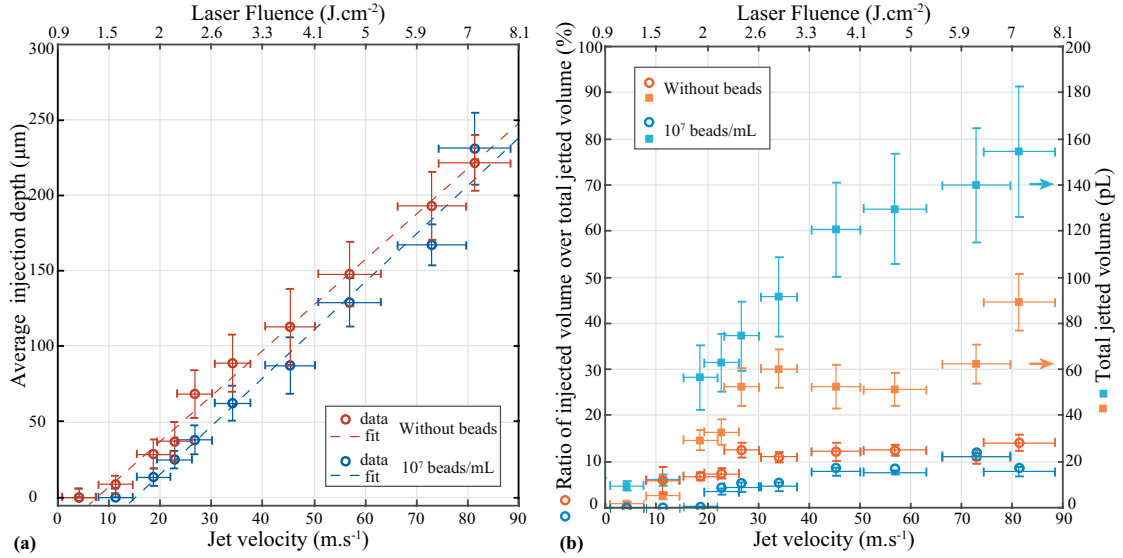 Laser Fluence (J.cm⁻²)
0.9 1.5 2 2.6 3.3 4.1 5 5.9 7 8.1
300
250
200
150
100
50
0
Average injection depth (μm)
data
fit
Without beads
data
fit
10⁷ beads/mL
0 10 20 30 40 50 60 70 80 90
Jet velocity (m.s⁻¹)
(a)
Laser Fluence (J.cm⁻²)
0.9 1.5 2 2.6 3.3 4.1 5 5.9 7 8.1
Ratio of injected volume over total jetted volume (%)
100
90
80
70
60
50
40
30
20
10
0
Without beads
10⁷ beads/mL
200
180
160
140
120
100
80
60
40
20
0
Total jetted volume (pL)
0 10 20 30 40 50 60 70 80 90
Jet velocity (m.s⁻¹)
(b)